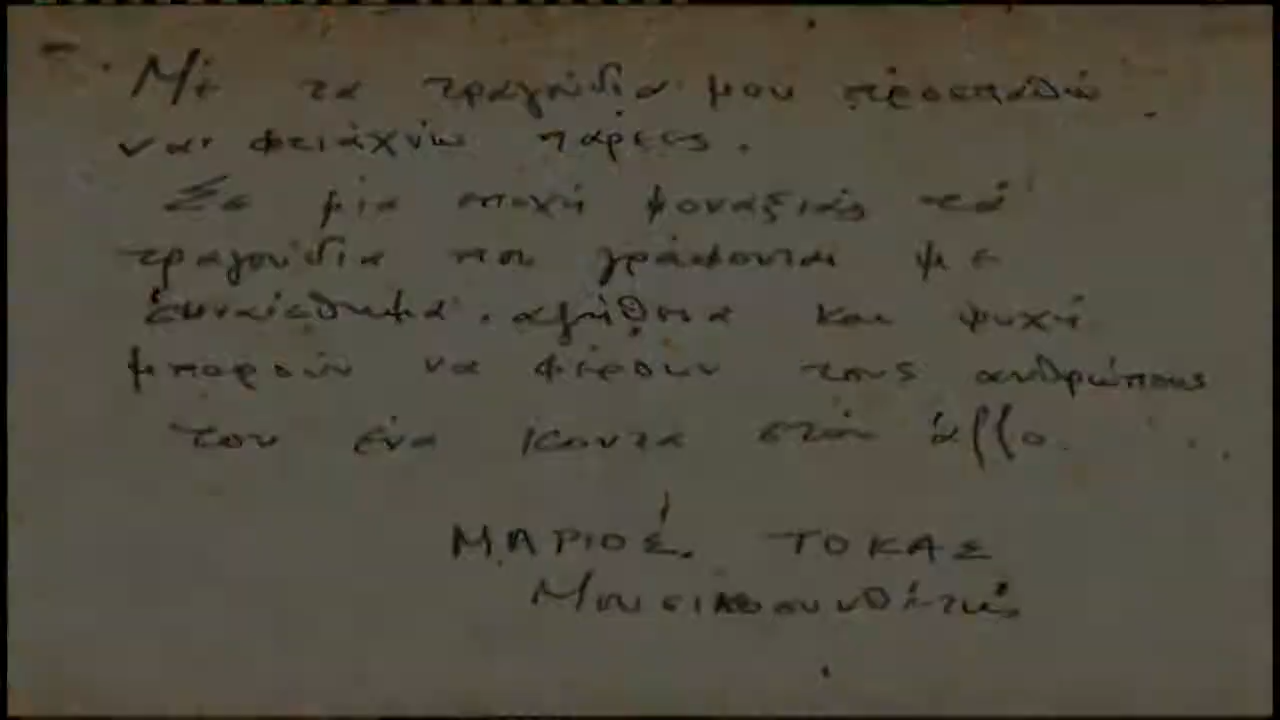 Με τα τραγούδια μου προσπαθώ
να φτιάχνω παρέες.
Σε μια εποχή μοναξιάς τα
τραγούδια που γράφονται με
συναίσθημα, αλήθεια και ψυχή
μπορούν να φέρουν τους ανθρώπους
τον ένα κοντά στον άλλο.
ΜΑΡΙΟΣ ΤΟΚΑΣ
Μουσικοσυνθέτης